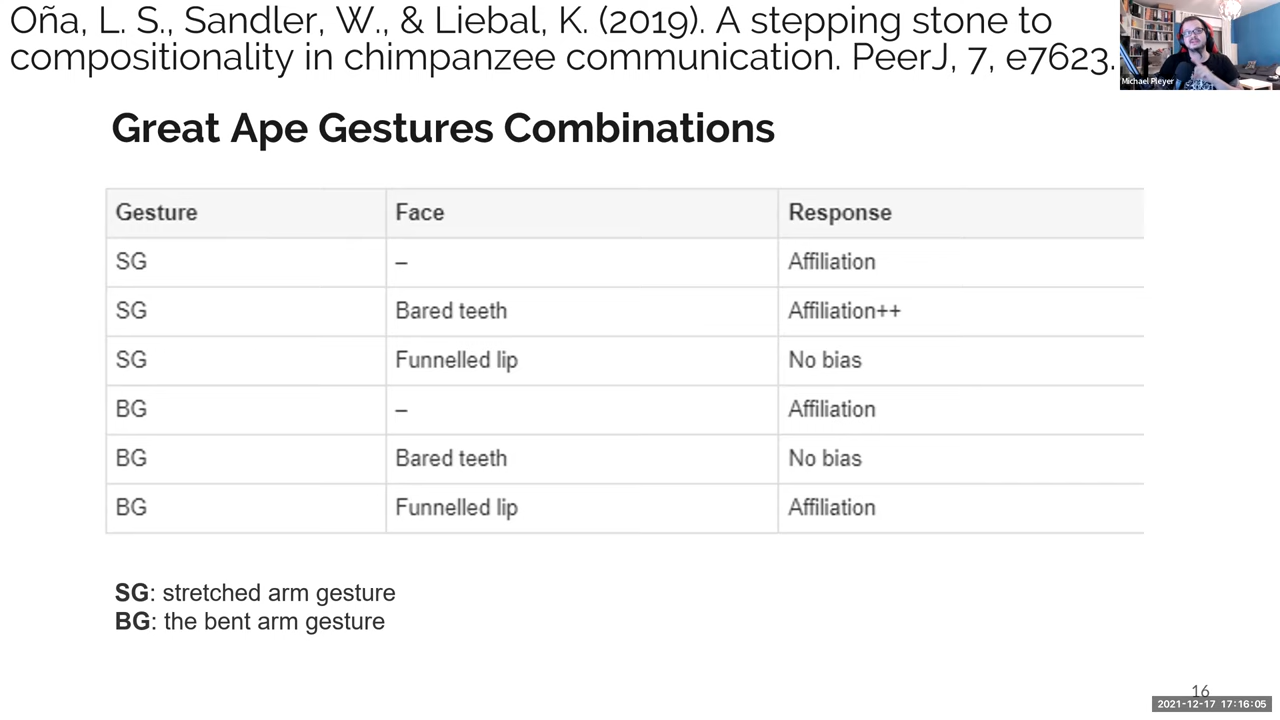 Oña, L. S., Sandler, W., & Liebal, K. (2019). A stepping stone to
compositionality in chimpanzee communication. PeerJ, 7, e7623.
Michael Pleyer
Great Ape Gestures Combinations
Gesture Face Response
SG – Affiliation
SG Bared teeth Affiliation++
SG Funnelled lip No bias
BG – Affiliation
BG Bared teeth No bias
BG Funnelled lip Affiliation
SG: stretched arm gesture
BG: the bent arm gesture
16
2021-12-17 17:16:05